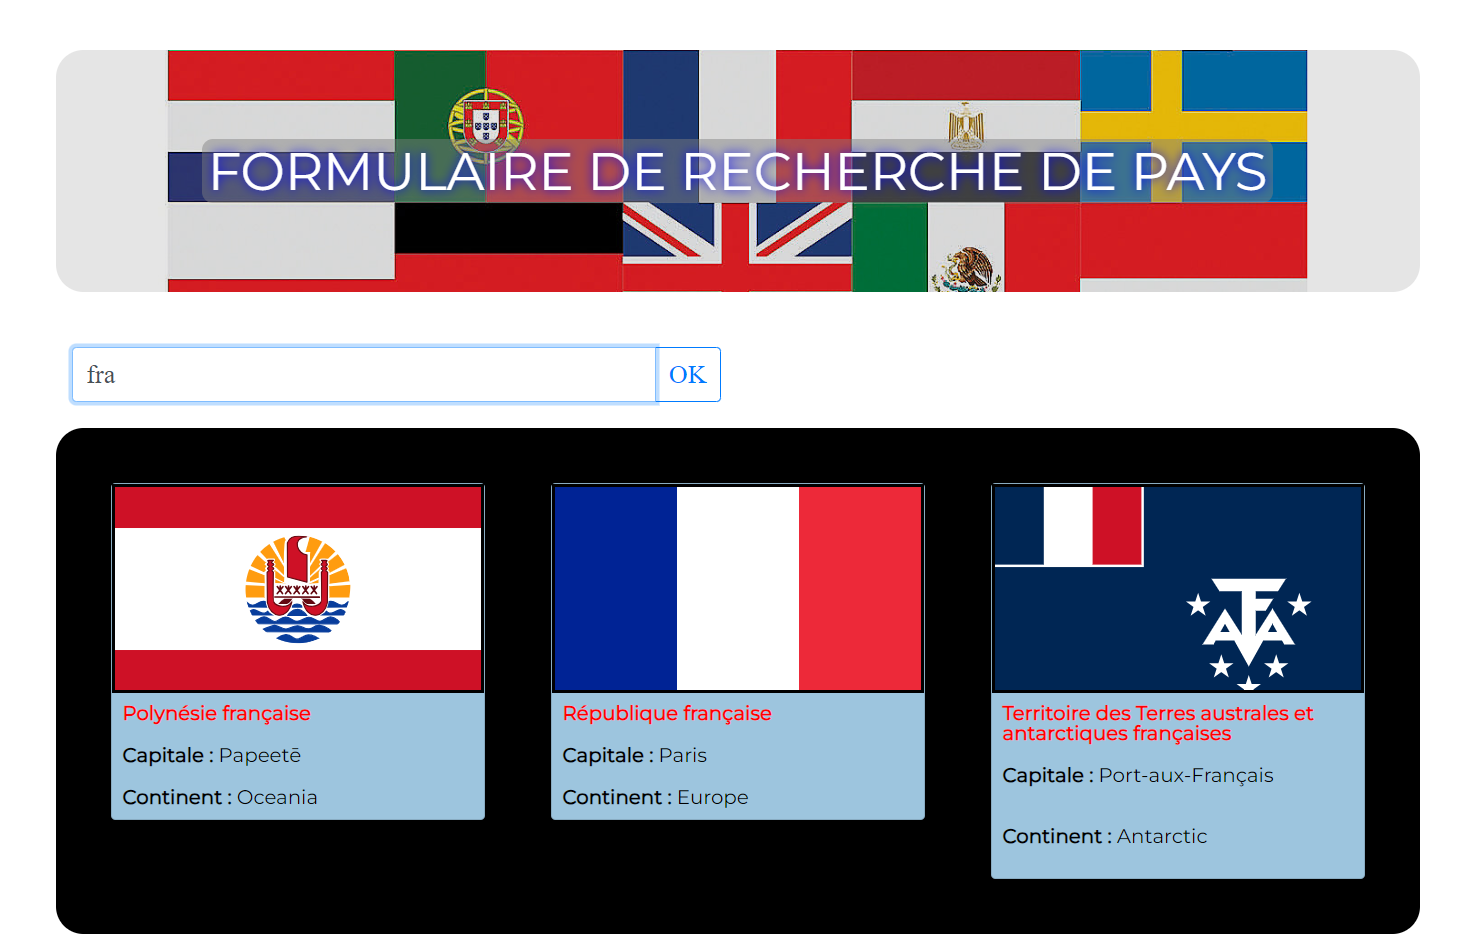 FORMULAIRE DE RECHERCHE DE PAYS
fra
OK
Polynésie française
Capitale : Papeetē
Continent : Oceania
République française
Capitale : Paris
Continent : Europe
TAFA
Territoire des Terres australes et
antarctiques françaises
Capitale : Port-aux-Français
Continent : Antarctic